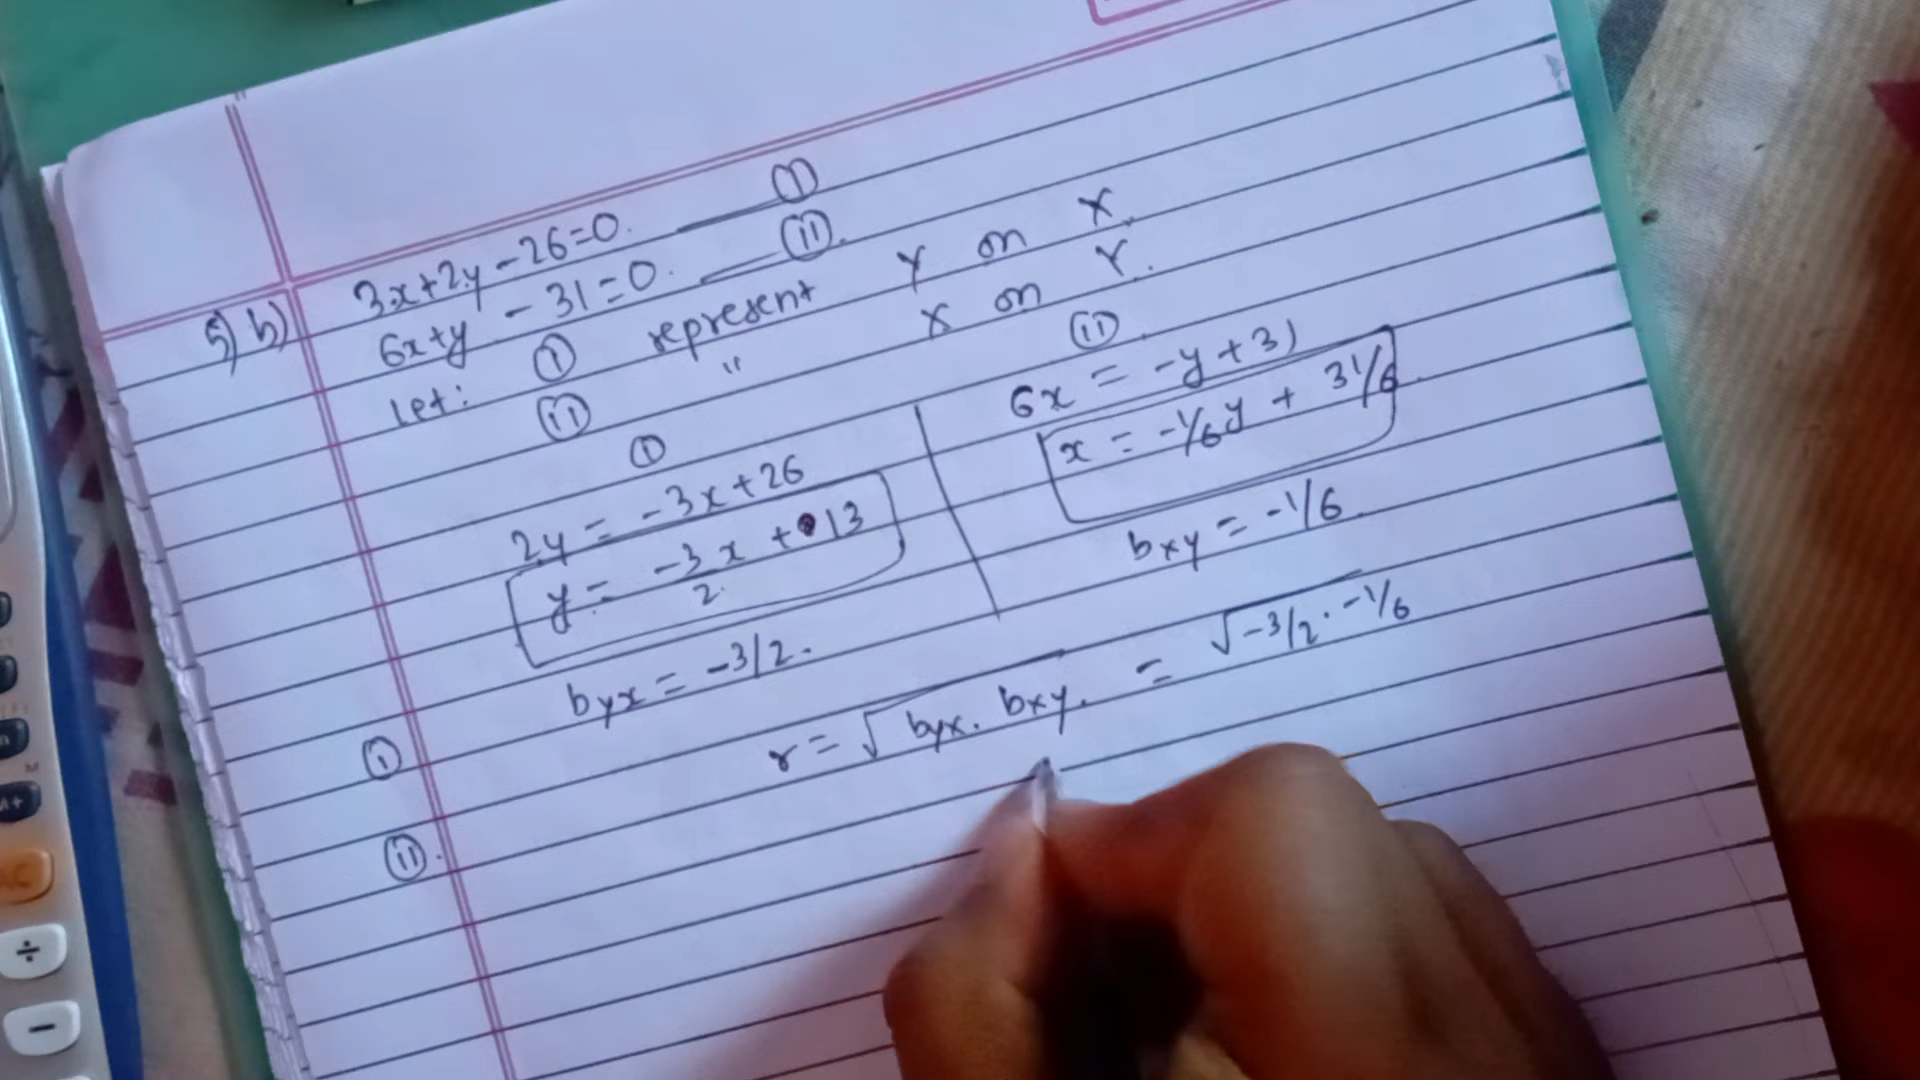 5) b) 3x+2y - 26=0. ——— (I)
6x+y - 31=0. —— (II).
Let: (I) represent Y on X.
(II) " X on Y.
(I)
2y = -3x+26
y = -3/2 x + 13
byx = -3/2.
(II)
6x = -y+31
x = -1/6y + 31/6
bxy = -1/6.
(i) r = √byx. bxy. = √-3/2 . -1/6
(ii).
M
M+
AC
÷
−